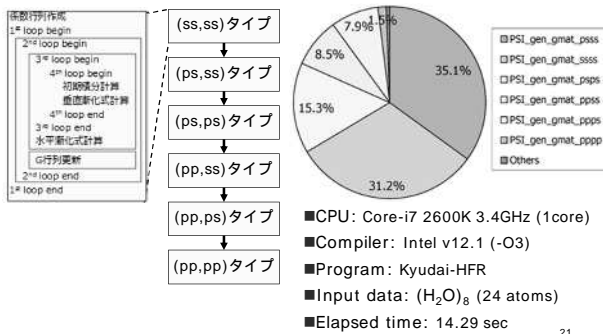 係数行列作成
1st loop begin
2nd loop begin
3rd loop begin
4th loop begin
初期積分計算
垂直漸化式計算
4th loop end
3rd loop end
水平漸化式計算
G行列更新
2nd loop end
1st loop end
(ss,ss)タイプ
(ps,ss)タイプ
(ps,ps)タイプ
(pp,ss)タイプ
(pp,ps)タイプ
(pp,pp)タイプ
35.1%
31.2%
15.3%
8.5%
7.9%
1.5%
PSI_gen_gmat_psss
PSI_gen_gmat_ssss
PSI_gen_gmat_psps
PSI_gen_gmat_ppss
PSI_gen_gmat_ppps
PSI_gen_gmat_pppp
Others
■CPU: Core-i7 2600K 3.4GHz (1core)
■Compiler: Intel v12.1 (-O3)
■Program: Kyudai-HFR
■Input data: (H2O)8 (24 atoms)
■Elapsed time: 14.29 sec
21